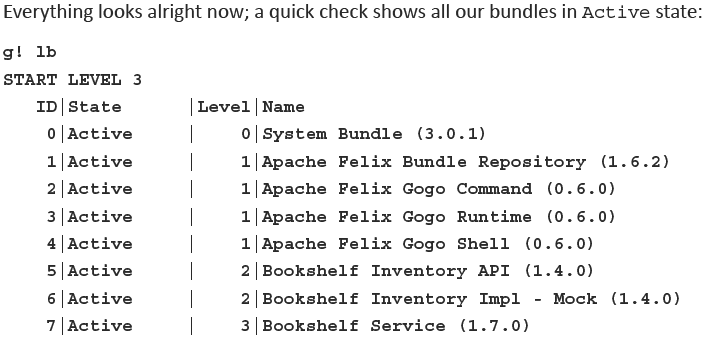 Everything looks alright now; a quick check shows all our bundles in Active state:
g! lb
START LEVEL 3
   ID|State      |Level|Name
    0|Active     |    0|System Bundle (3.0.1)
    1|Active     |    1|Apache Felix Bundle Repository (1.6.2)
    2|Active     |    1|Apache Felix Gogo Command (0.6.0)
    3|Active     |    1|Apache Felix Gogo Runtime (0.6.0)
    4|Active     |    1|Apache Felix Gogo Shell (0.6.0)
    5|Active     |    2|Bookshelf Inventory API (1.4.0)
    6|Active     |    2|Bookshelf Inventory Impl - Mock (1.4.0)
    7|Active     |    3|Bookshelf Service (1.7.0)